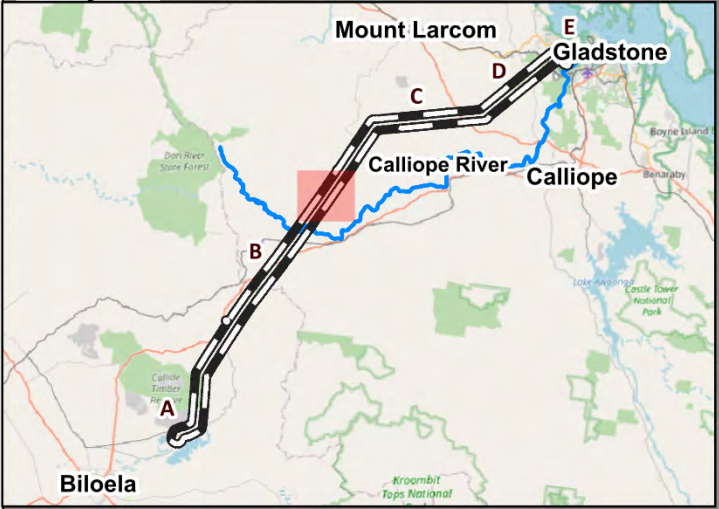 Mount Larcom
E
Gladstone
D
C
Boyne Island
Don River
State Forest
Calliope River
Calliope
Benaraby
B
Lake Awoonga
Castle Tower
National
Park
Callide
Timber
A
Biloela
Kroombit
Tops National